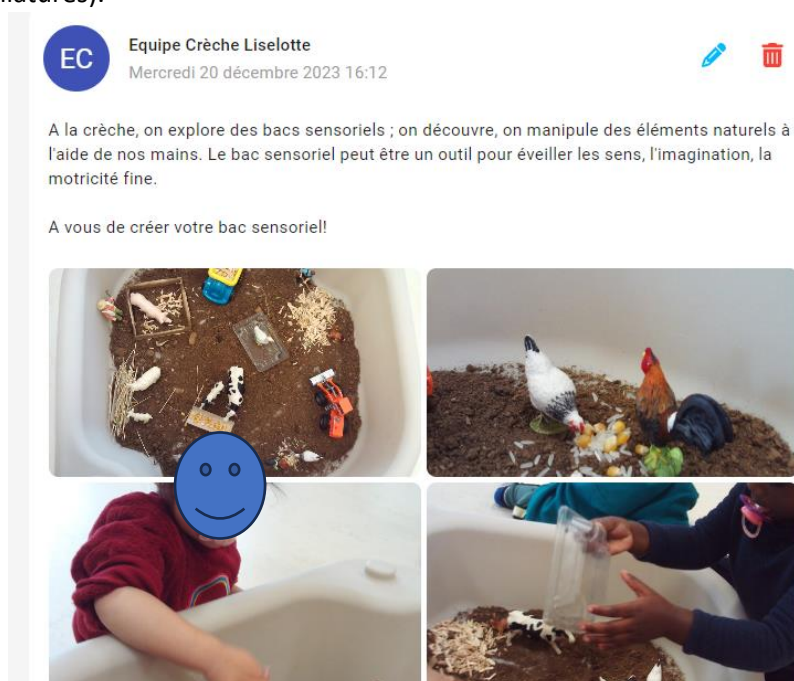 EC
Equipe Crèche Liselotte
Mercredi 20 décembre 2023 16:12
A la crèche, on explore des bacs sensoriels ; on découvre, on manipule des éléments naturels à
l'aide de nos mains. Le bac sensoriel peut être un outil pour éveiller les sens, l'imagination, la
motricité fine.
A vous de créer votre bac sensoriel!